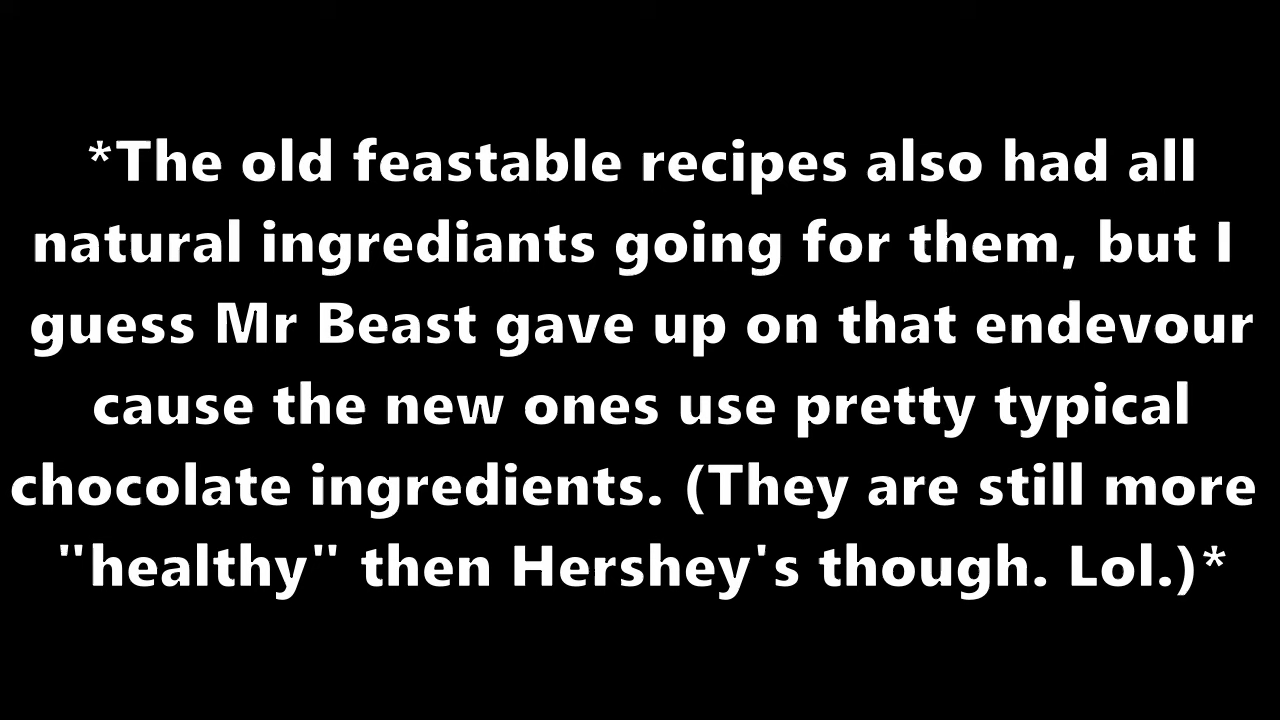 *The old feastable recipes also had all
natural ingrediants going for them, but I
guess Mr Beast gave up on that endevour
cause the new ones use pretty typical
chocolate ingredients. (They are still more
"healthy" then Hershey's though. Lol.)*